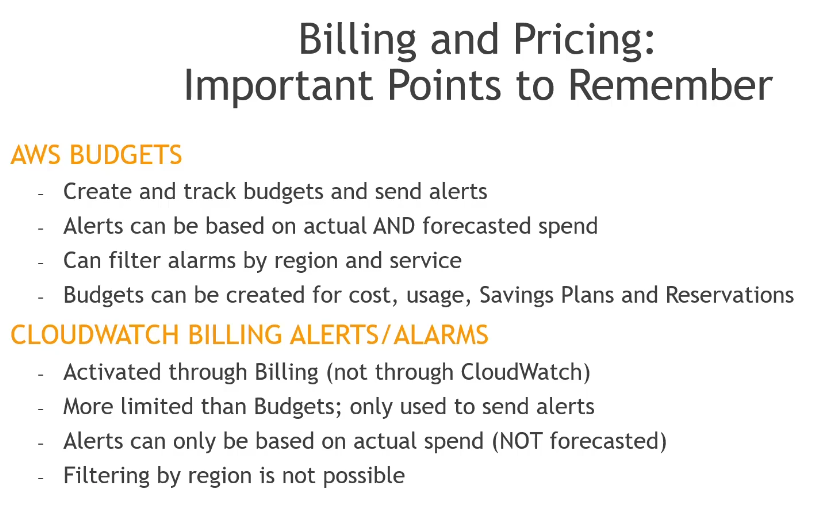 Billing and Pricing:
Important Points to Remember
AWS BUDGETS
- Create and track budgets and send alerts
- Alerts can be based on actual AND forecasted spend
- Can filter alarms by region and service
- Budgets can be created for cost, usage, Savings Plans and Reservations
CLOUDWATCH BILLING ALERTS/ALARMS
- Activated through Billing (not through CloudWatch)
- More limited than Budgets; only used to send alerts
- Alerts can only be based on actual spend (NOT forecasted)
- Filtering by region is not possible